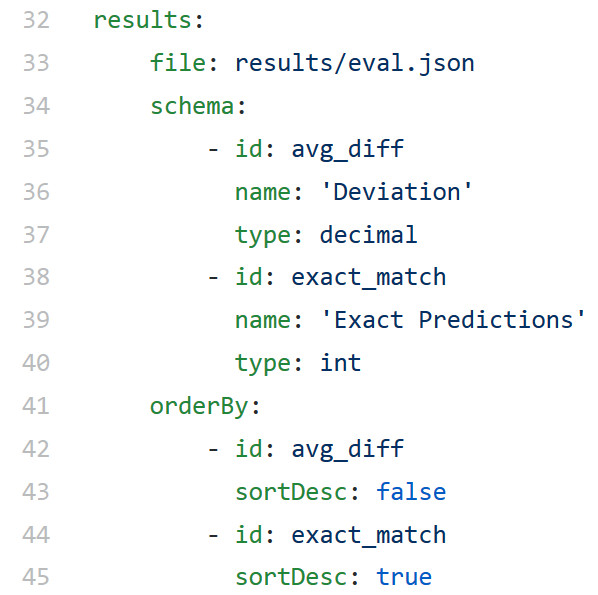 32 results:
33 file: results/eval.json
34 schema:
35 - id: avg_diff
36 name: 'Deviation'
37 type: decimal
38 - id: exact_match
39 name: 'Exact Predictions'
40 type: int
41 orderBy:
42 - id: avg_diff
43 sortDesc: false
44 - id: exact_match
45 sortDesc: true